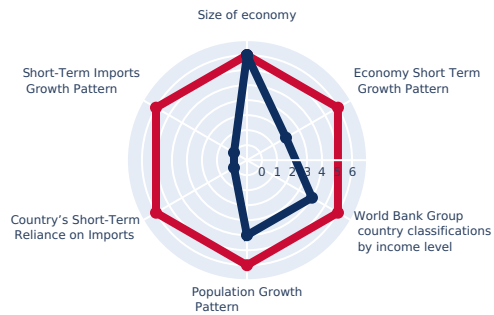 Size of economy
Short-Term Imports
Growth Pattern
Economy Short Term
Growth Pattern
0 1 2 3 4 5 6
Country’s Short-Term
Reliance on Imports
World Bank Group
country classifications
by income level
Population Growth
Pattern